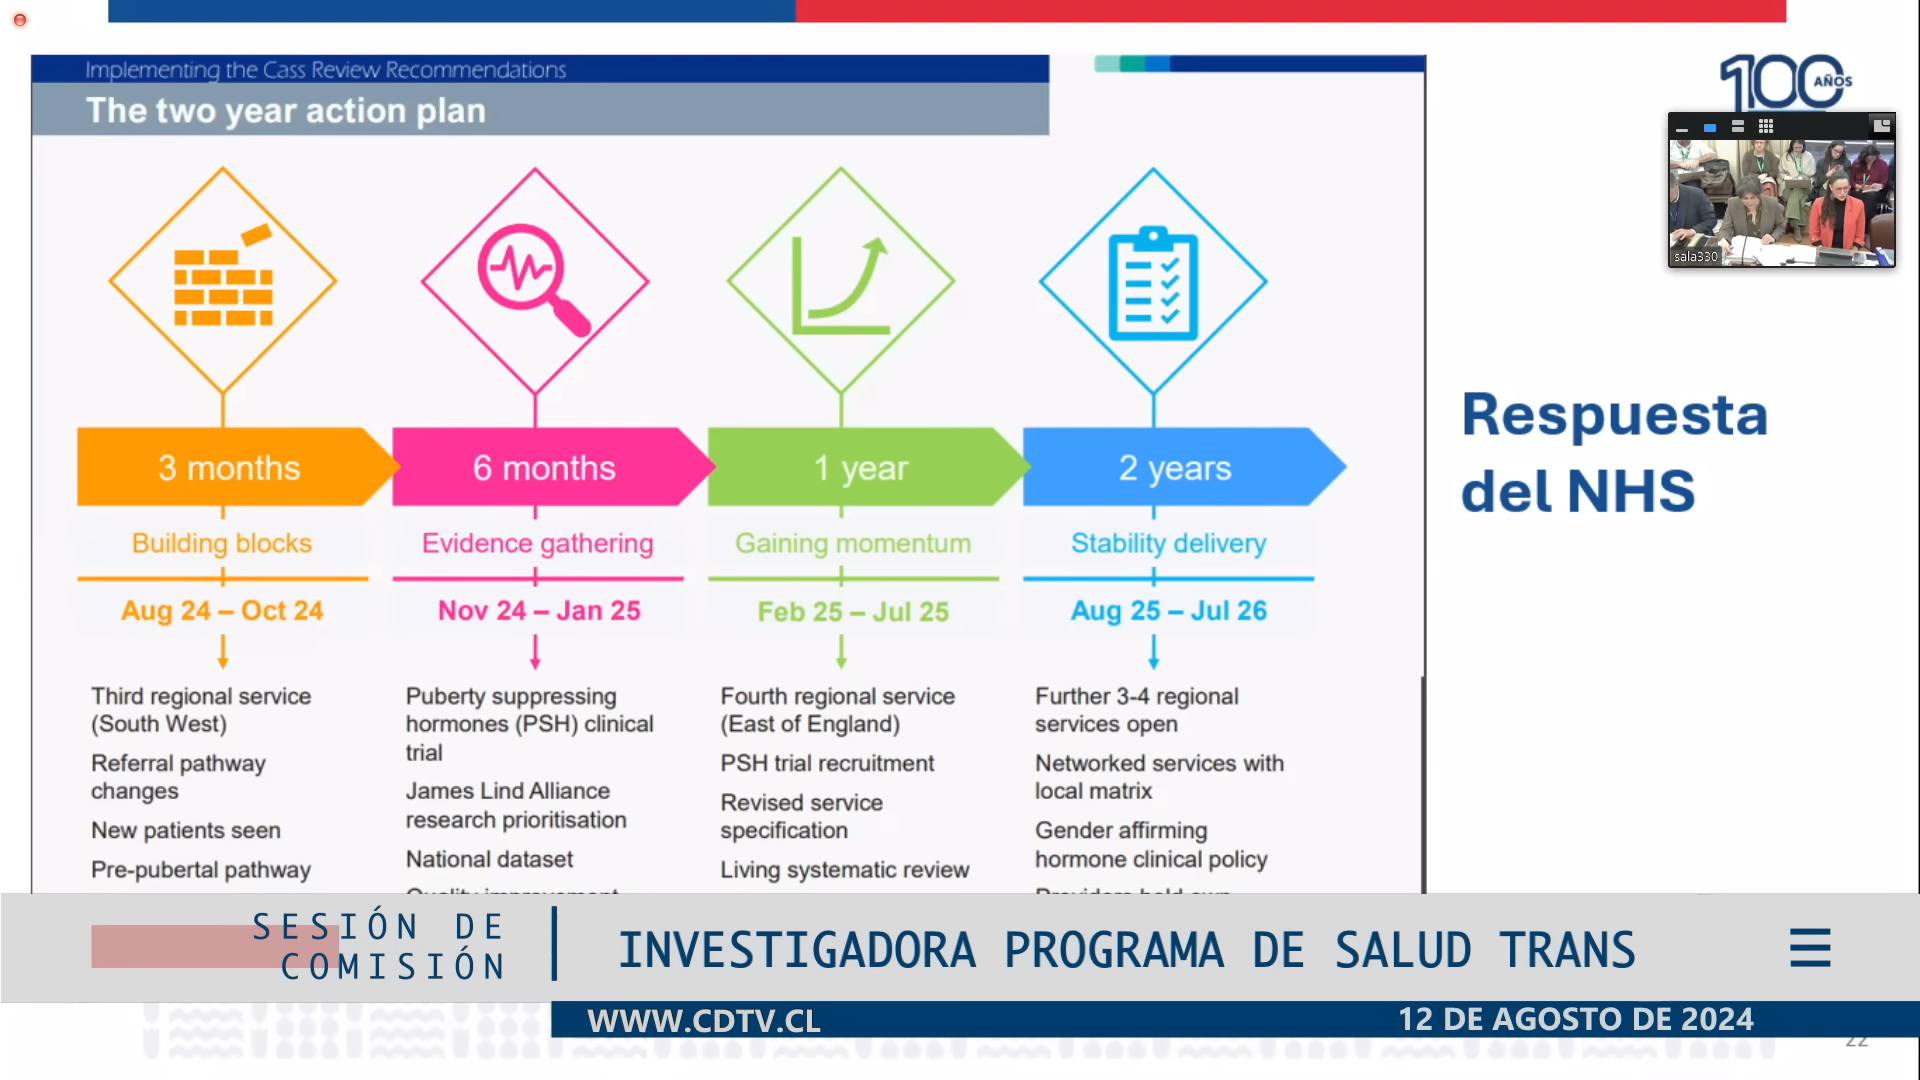 Implementing the Cass Review Recommendations
The two year action plan
100 AÑOS
sala330
Respuesta
del NHS
3 months
6 months
1 year
2 years
Building blocks
Evidence gathering
Gaining momentum
Stability delivery
Aug 24 – Oct 24
Nov 24 – Jan 25
Feb 25 – Jul 25
Aug 25 – Jul 26
Third regional service
(South West)
Referral pathway
changes
New patients seen
Pre-pubertal pathway
Puberty suppressing
hormones (PSH) clinical
trial
James Lind Alliance
research prioritisation
National dataset
Quality improvement
Fourth regional service
(East of England)
PSH trial recruitment
Revised service
specification
Living systematic review
Further 3-4 regional
services open
Networked services with
local matrix
Gender affirming
hormone clinical policy
Providers hold own
SESIÓN DE
COMISIÓN
INVESTIGADORA PROGRAMA DE SALUD TRANS
WWW.CDTV.CL
12 DE AGOSTO DE 2024
22